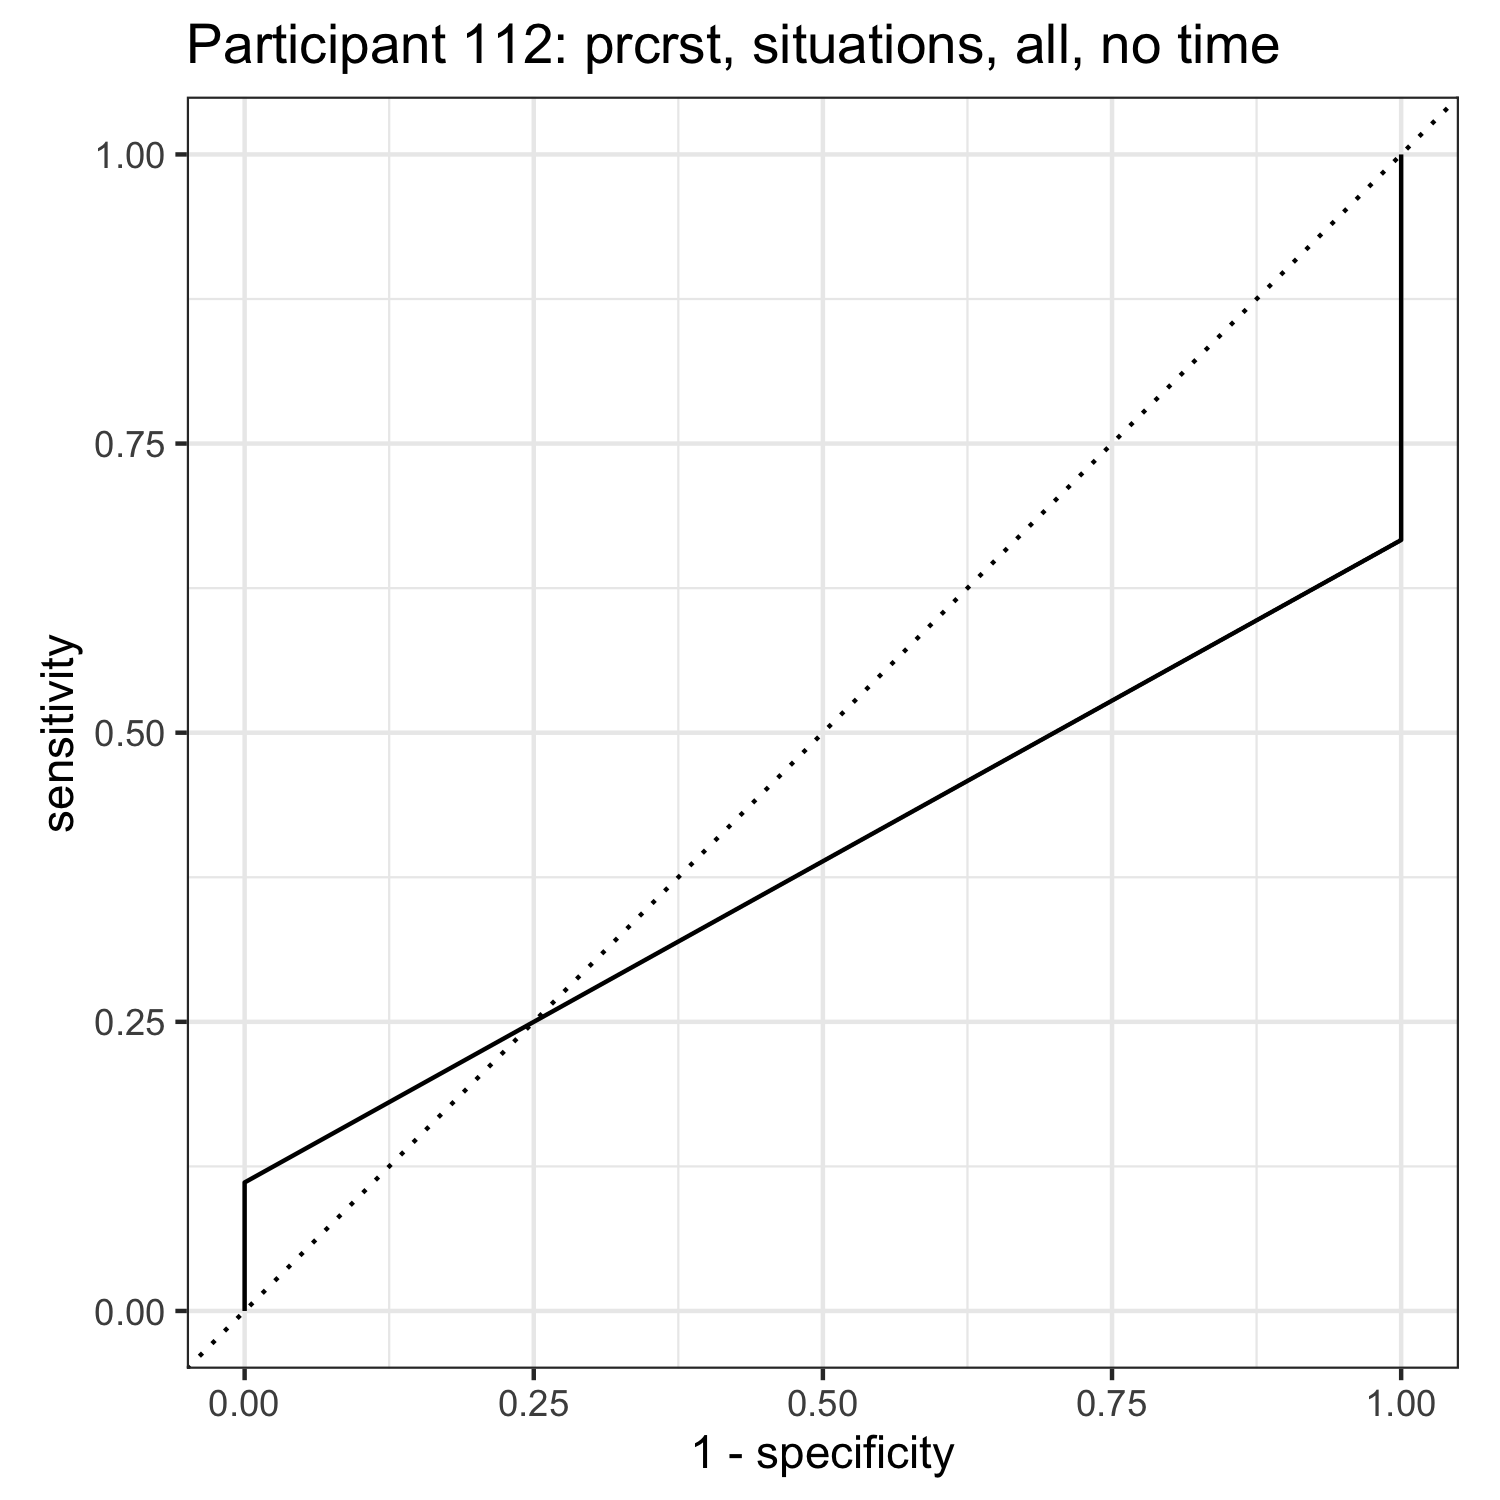 Participant 112: prcrst, situations, all, no time
1.00
0.75
0.50
0.25
0.00
sensitivity
0.00 0.25 0.50 0.75 1.00
1 - specificity